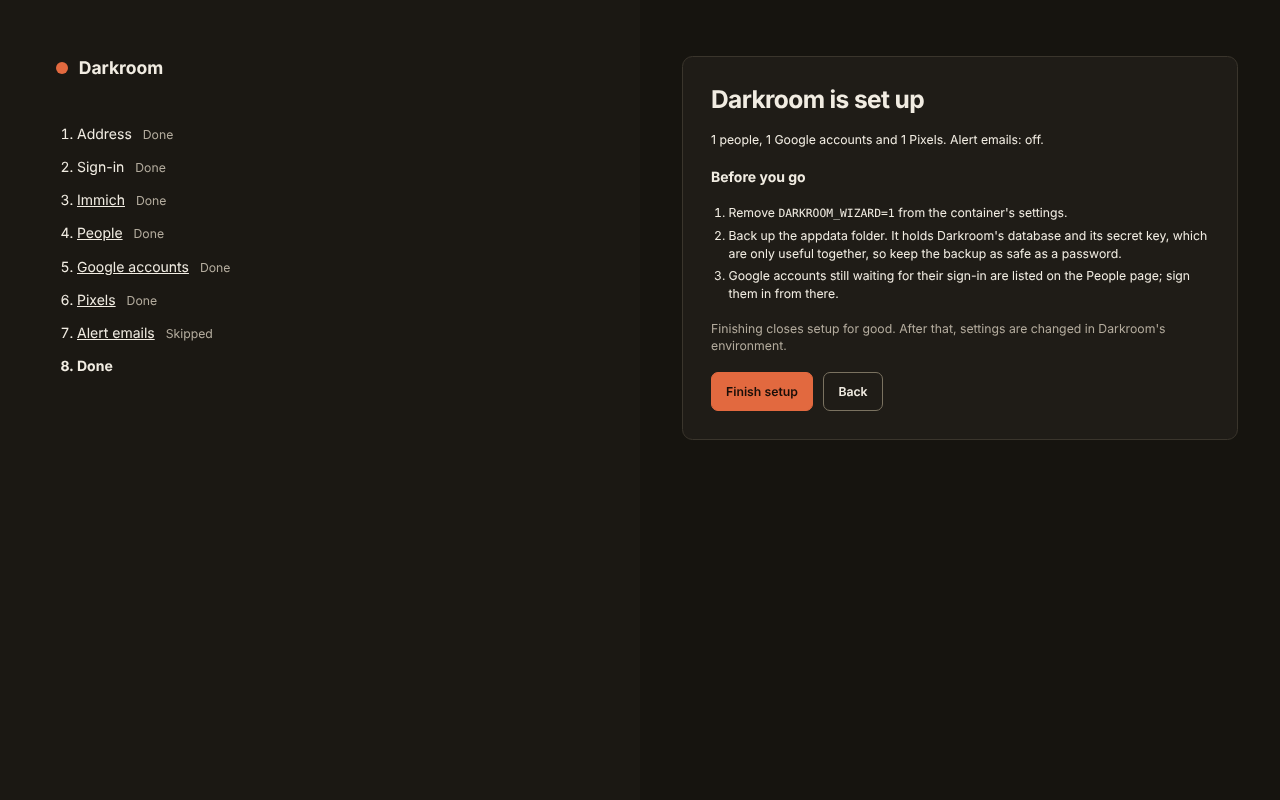 Darkroom
1. Address Done
2. Sign-in Done
3. Immich Done
4. People Done
5. Google accounts Done
6. Pixels Done
7. Alert emails Skipped
8. Done
Darkroom is set up
1 people, 1 Google accounts and 1 Pixels. Alert emails: off.
Before you go
1. Remove DARKROOM_WIZARD=1 from the container's settings.
2. Back up the appdata folder. It holds Darkroom's database and its secret key, which
are only useful together, so keep the backup as safe as a password.
3. Google accounts still waiting for their sign-in are listed on the People page; sign
them in from there.
Finishing closes setup for good. After that, settings are changed in Darkroom's
environment.
Finish setup Back